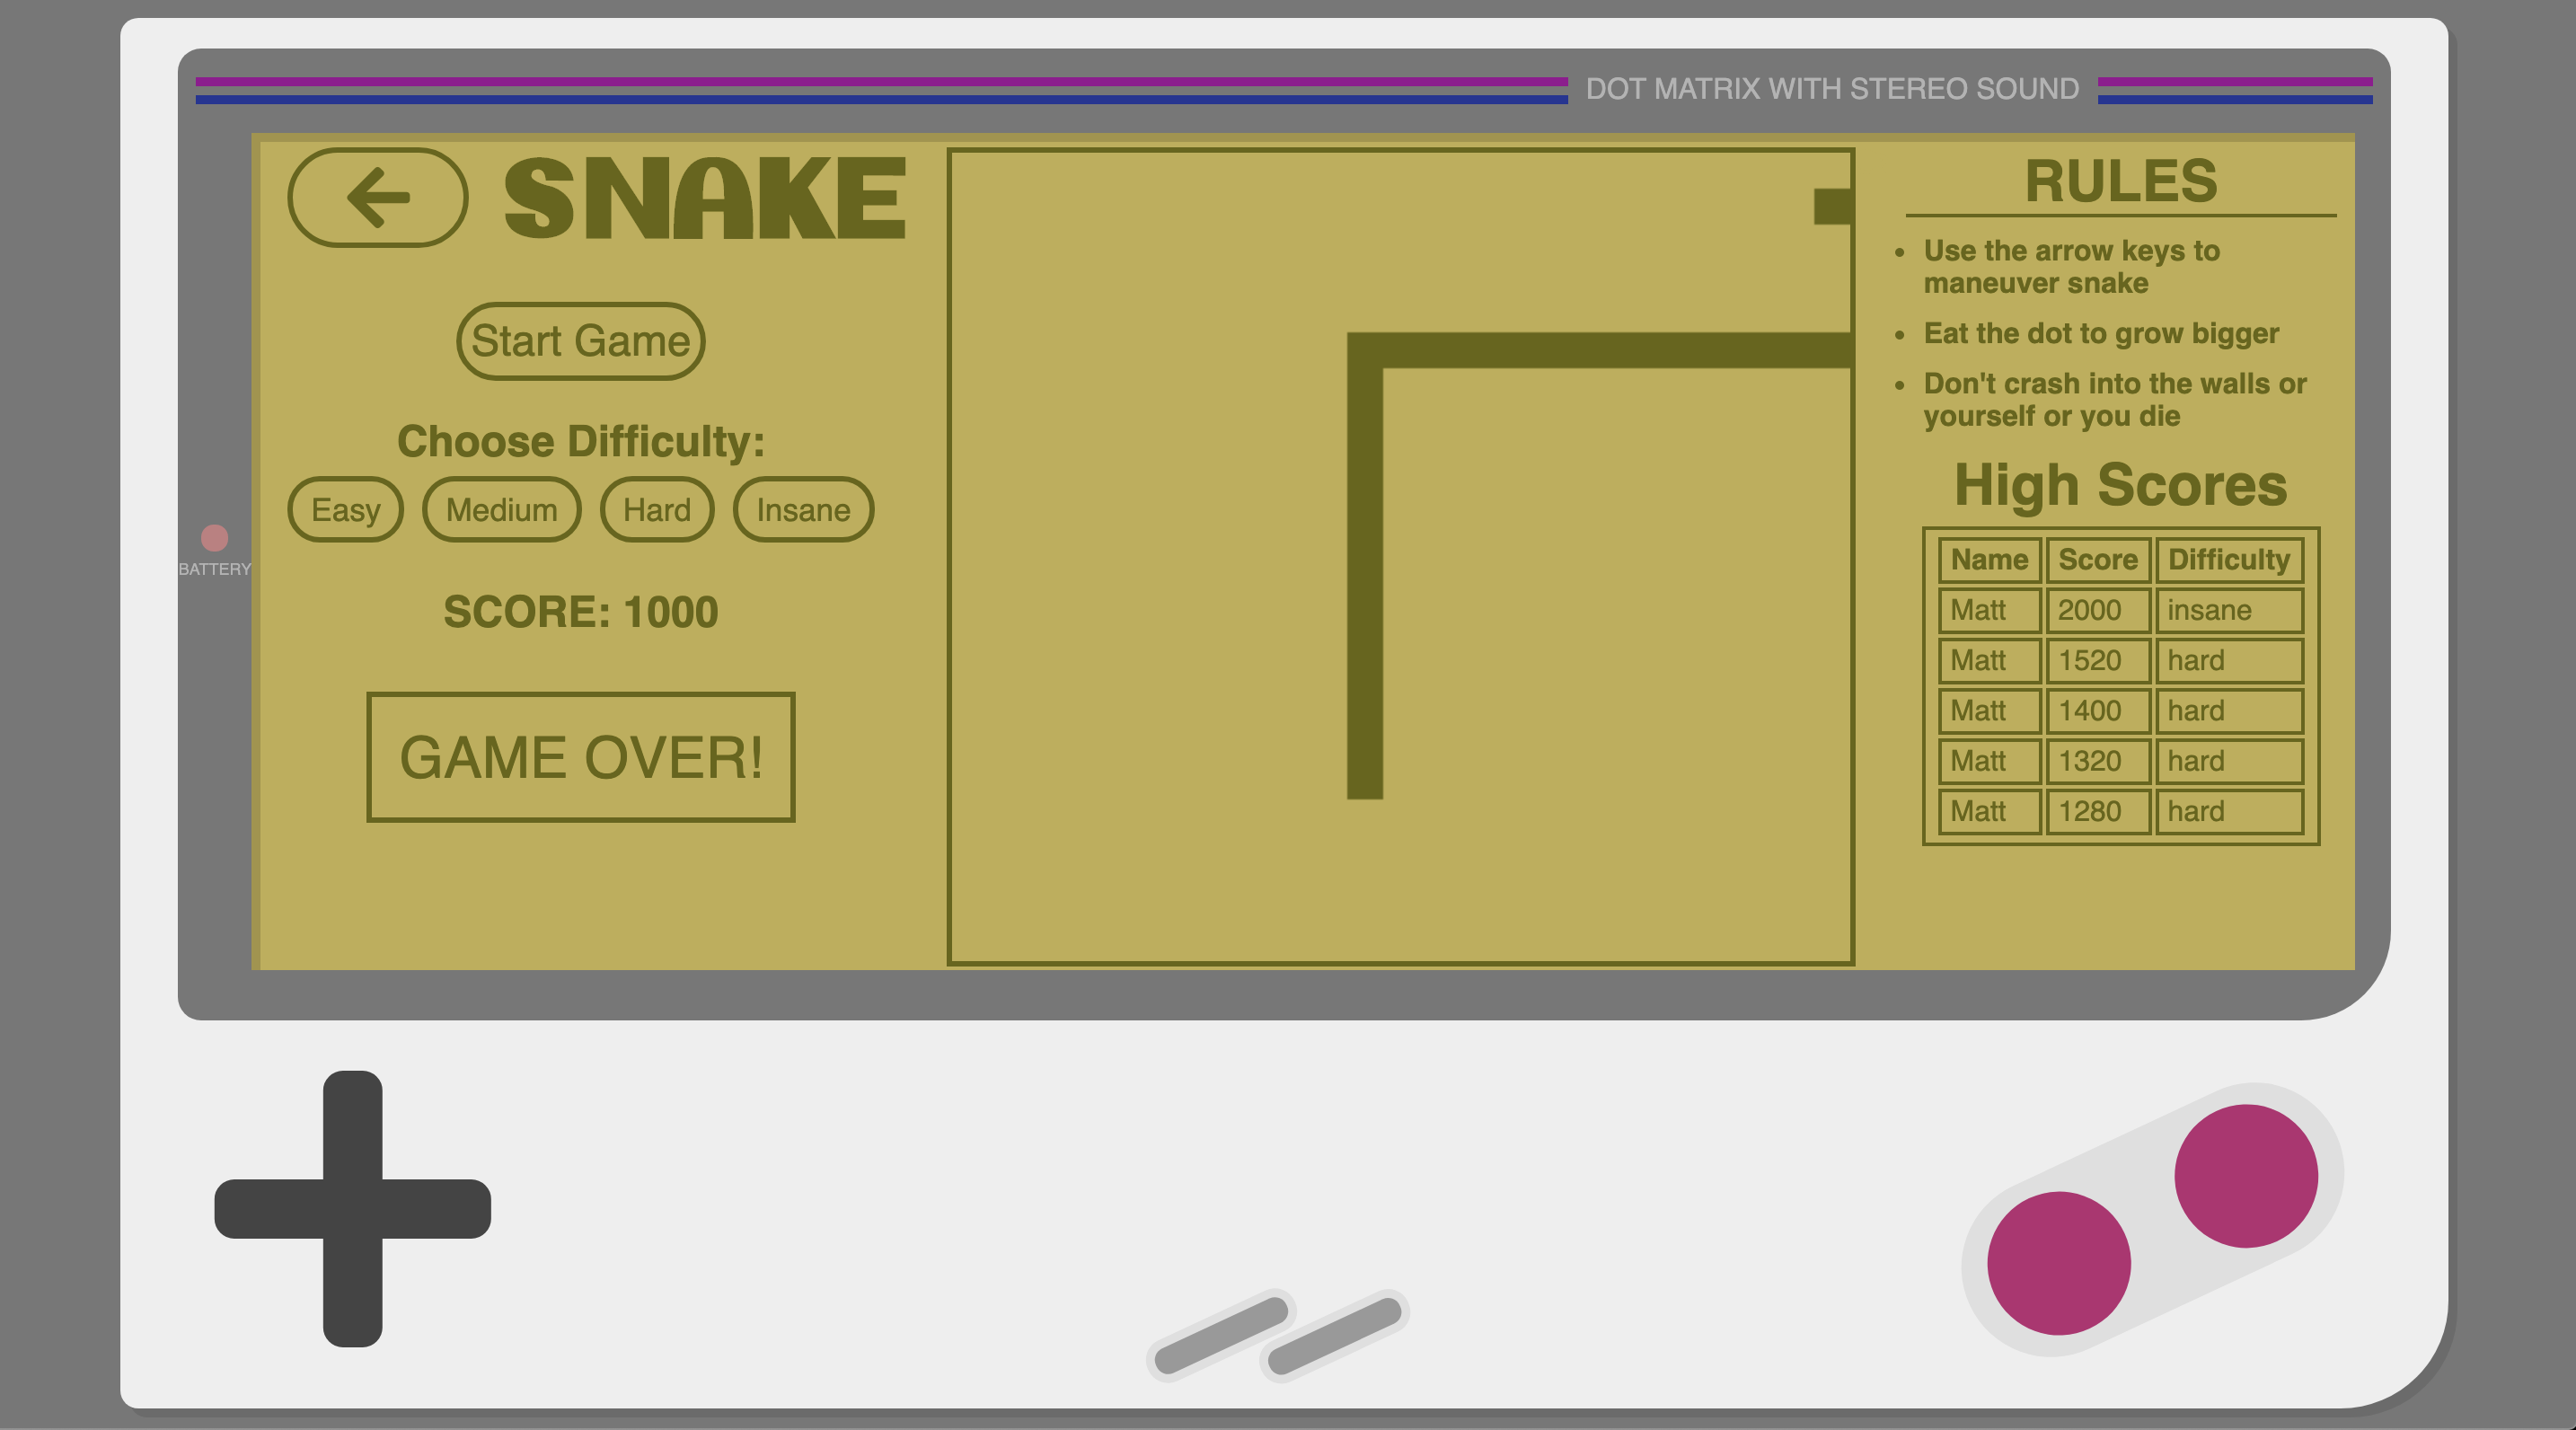 DOT MATRIX WITH STEREO SOUND
SNAKE
Start Game
Choose Difficulty:
Easy Medium Hard Insane
SCORE: 1000
GAME OVER!
BATTERY
RULES
Use the arrow keys to
maneuver snake
Eat the dot to grow bigger
Don't crash into the walls or
yourself or you die
High Scores
Name Score Difficulty
Matt 2000 insane
Matt 1520 hard
Matt 1400 hard
Matt 1320 hard
Matt 1280 hard